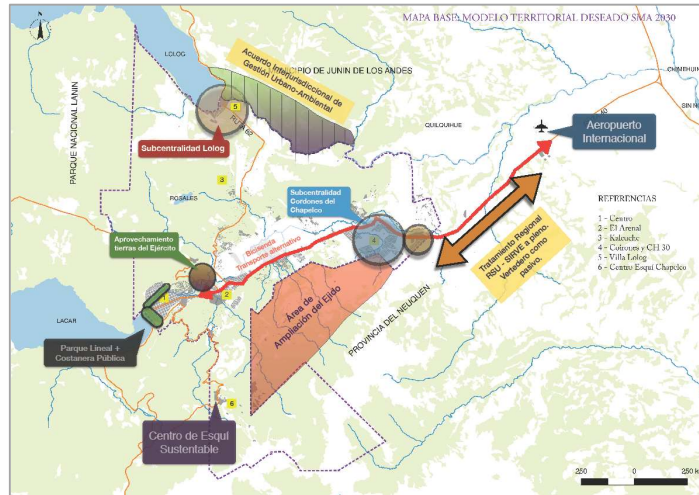 MAPA BASE: MODELO TERRITORIAL DESEADO SMA 2030
LOLOG
Acuerdo Interjurisdiccional de
Gestión Urbano-Ambiental
MUNICIPIO DE JUNIN DE LOS ANDES
PARQUE NACIONAL LANIN
5
RUTA 62
Subcentralidad Lolog
QUILQUIHUE
CHIMEHUIN
Aeropuerto
Internacional
ROSALES
3
Subcentralidad
Cordones del
Chapelco
4
Aprovechamiento
tierras del Ejército
Bicisenda
Transporte alternativo
Tratamiento Regional
RSU - SIRVE a pleno.
Vertedero como
pasivo.
REFERENCIAS
1 - Centro
2 - El Arenal
3 - Kaleuche
4 - Cohiues y CH 30
5 - Villa Lolog
6 - Centro Esquí Chapelco
1
2
Área de
Ampliación del Ejido
LACAR
PROVINCIA DEL NEUQUEN
Parque Lineal +
Costanera Pública
6
Centro de Esquí
Sustentable
250
0